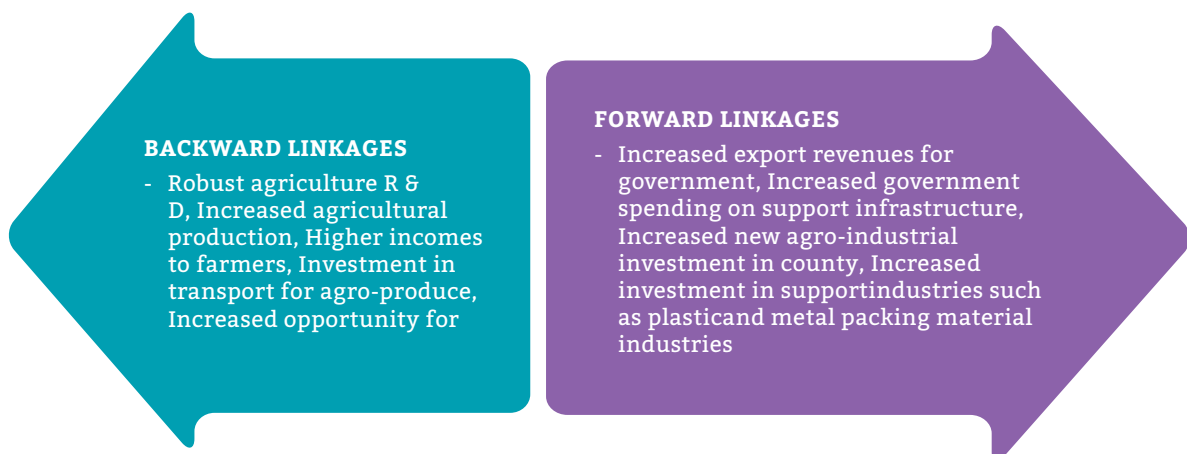 BACKWARD LINKAGES
- Robust agriculture R &
D, Increased agricultural
production, Higher incomes
to farmers, Investment in
transport for agro-produce,
Increased opportunity for
FORWARD LINKAGES
- Increased export revenues for
government, Increased government
spending on support infrastructure,
Increased new agro-industrial
investment in county, Increased
investment in supportindustries such
as plasticand metal packing material
industries